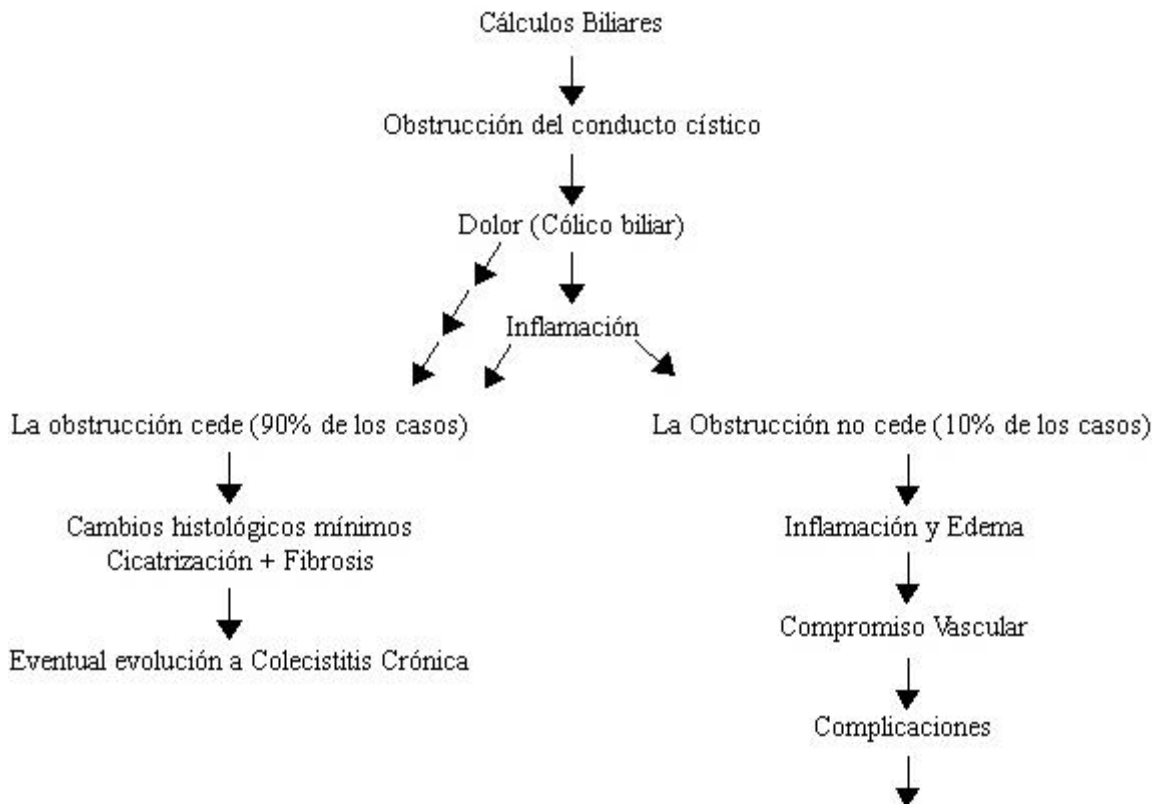 Cálculos Biliares
Obstrucción del conducto cístico
Dolor (Cólico biliar)
Inflamación
La obstrucción cede (90% de los casos)
La Obstrucción no cede (10% de los casos)
Cambios histológicos mínimos
Cicatrización + Fibrosis
Inflamación y Edema
Eventual evolución a Colecistitis Crónica
Compromiso Vascular
Complicaciones